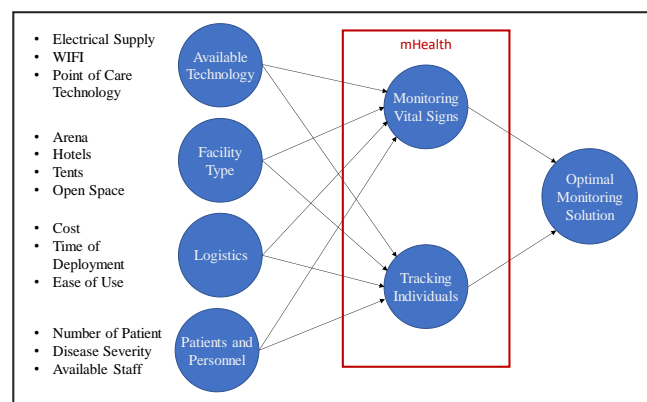 mHealth
• Electrical Supply
• WIFI
• Point of Care
Technology
Available
Technology
Monitoring
Vital Signs
• Arena
• Hotels
• Tents
• Open Space
Facility
Type
Optimal
Monitoring
Solution
• Cost
• Time of
Deployment
• Ease of Use
Logistics
Tracking
Individuals
• Number of Patient
• Disease Severity
• Available Staff
Patients and
Personnel